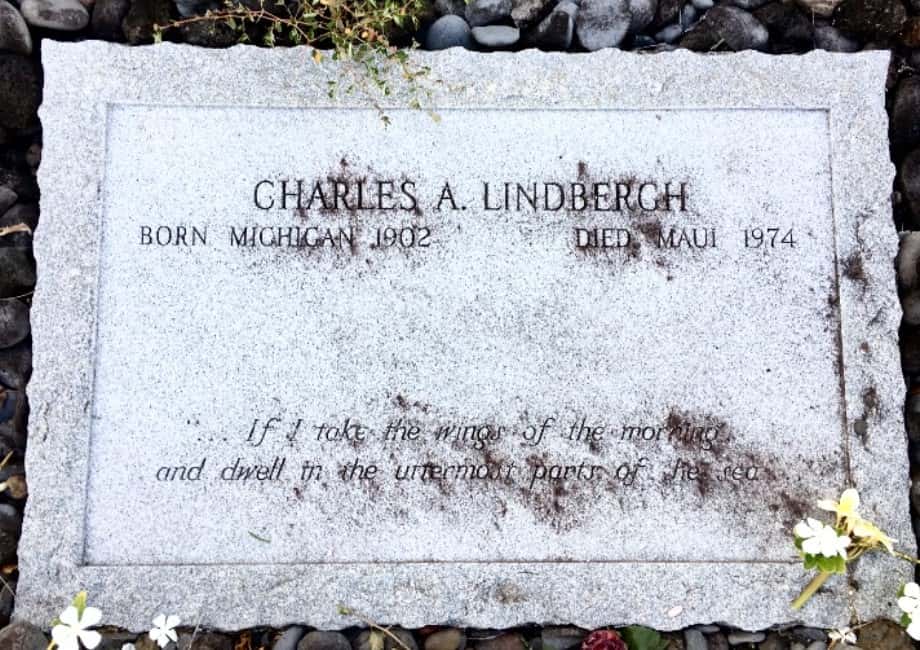 CHARLES A. LINDBERGH
BORN MICHIGAN 1902 DIED MAUI 1974
... If I take the wings of the morning,
and dwell in the uttermost parts of the sea...